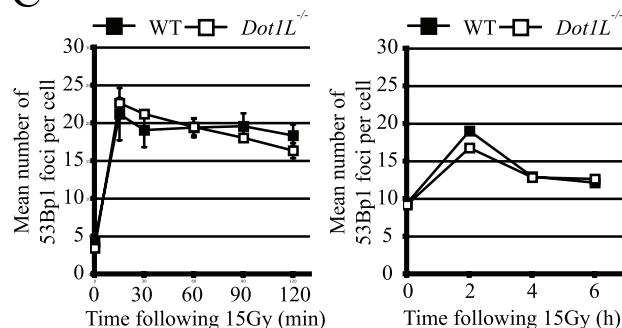 C
WT Dot1L-/-
30
25
20
15
10
5
0
0 30 60 90 120
Mean number of
53Bp1 foci per cell
Time following 15Gy (min)
WT Dot1L-/-
30
25
20
15
10
5
0
0 2 4 6
Mean number of
53Bp1 foci per cell
Time following 15Gy (h)